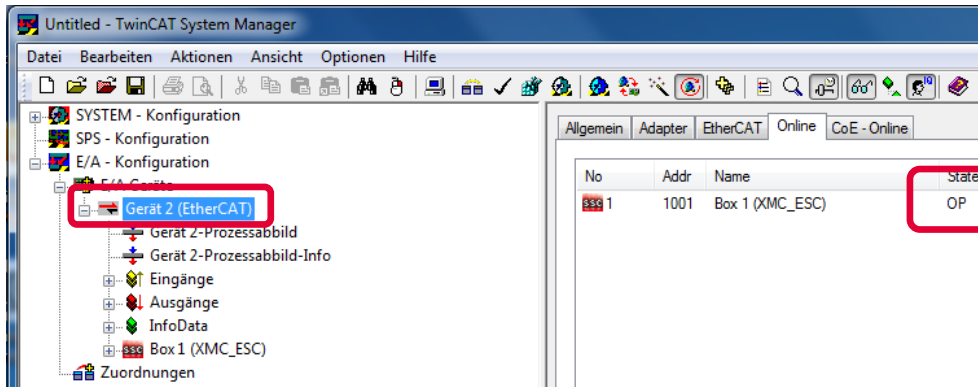 Untitled - TwinCAT System Manager
Datei Bearbeiten Aktionen Ansicht Optionen Hilfe
SYSTEM - Konfiguration
SPS - Konfiguration
E/A - Konfiguration
E/A Geräte
Gerät 2 (EtherCAT)
Gerät 2-Prozessabbild
Gerät 2-Prozessabbild-Info
Eingänge
Ausgänge
InfoData
SSC Box 1 (XMC_ESC)
Zuordnungen
Allgemein Adapter EtherCAT Online CoE - Online
No Addr Name State
SSC 1 1001 Box 1 (XMC_ESC) OP